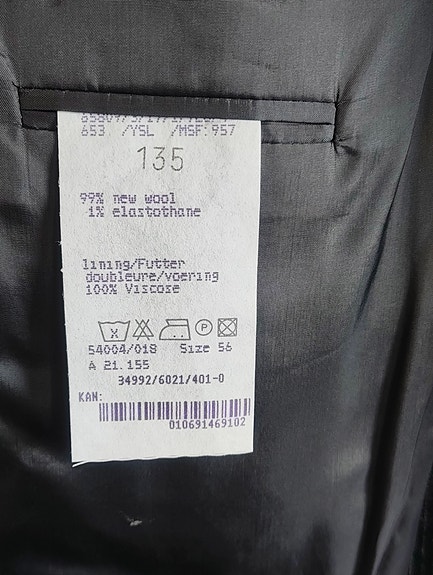 653 /YSL /MSF:957
135
99% new wool
1% elastothane
lining/Futter
doubleure/voering
100% Viscose
X P
54004/018 Size 56
A 21.155
34992/6021/401-0
KAN:
010691469102